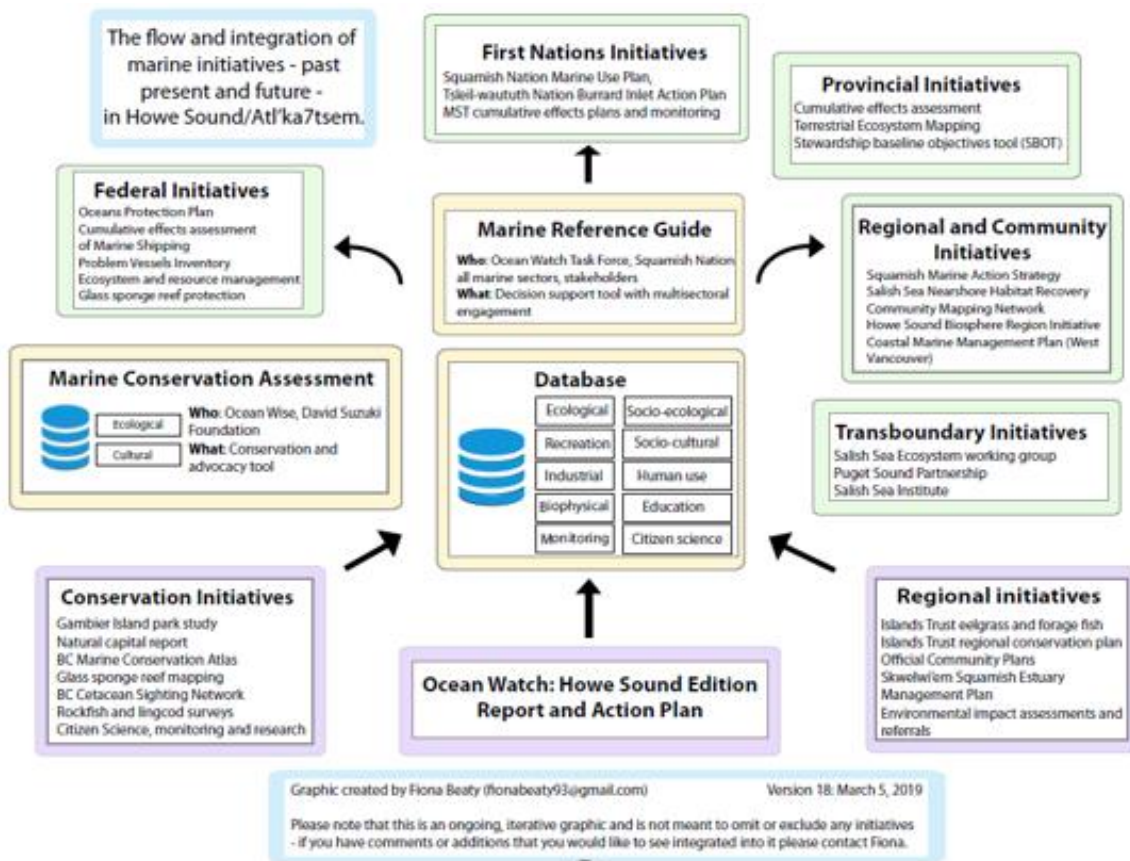 The flow and integration of
marine initiatives - past
present and future -
in Howe Sound/Atl'ka7tsem.
First Nations Initiatives
Squamish Nation Marine Use Plan,
Tsleil-waututh Nation Burrard Inlet Action Plan
MST cumulative effects plans and monitoring
Provincial Initiatives
Cumulative effects assessment
Terrestrial Ecosystem Mapping
Stewardship baseline objectives tool (SBOT)
Federal Initiatives
Oceans Protection Plan
Cumulative effects assessment
of Marine Shipping
Problem Vessels Inventory
Ecosystem and resource management
Glass sponge reef protection
Marine Reference Guide
Who: Ocean Watch Task Force, Squamish Nation
all marine sectors, stakeholders
What: Decision support tool with multisectoral
engagement
Regional and Community
Initiatives
Squamish Marine Action Strategy
Salish Sea Nearshore Habitat Recovery
Community Mapping Network
Howe Sound Biosphere Region Initiative
Coastal Marine Management Plan (West
Vancouver)
Marine Conservation Assessment
Ecological
Cultural
Who: Ocean Wise, David Suzuki
Foundation
What: Conservation and
advocacy tool
Database
Ecological
Socio-ecological
Recreation
Socio-cultural
Industrial
Human use
Biophysical
Education
Monitoring
Citizen science
Transboundary Initiatives
Salish Sea Ecosystem working group
Puget Sound Partnership
Salish Sea Institute
Conservation Initiatives
Gambier Island park study
Natural capital report
BC Marine Conservation Atlas
Glass sponge reef mapping
BC Cetacean Sighting Network
Rockfish and lingcod surveys
Citizen Science, monitoring and research
Ocean Watch: Howe Sound Edition
Report and Action Plan
Regional initiatives
Islands Trust eelgrass and forage fish
Islands Trust regional conservation plan
Official Community Plans
Skwelwi'em Squamish Estuary
Management Plan
Environmental impact assessments and
referrals
Graphic created by Fiona Beaty (fionabeaty93@gmail.com) Version 18: March 5, 2019
Please note that this is an ongoing, iterative graphic and is not meant to omit or exclude any initiatives
- if you have comments or additions that you would like to see integrated into it please contact Fiona.